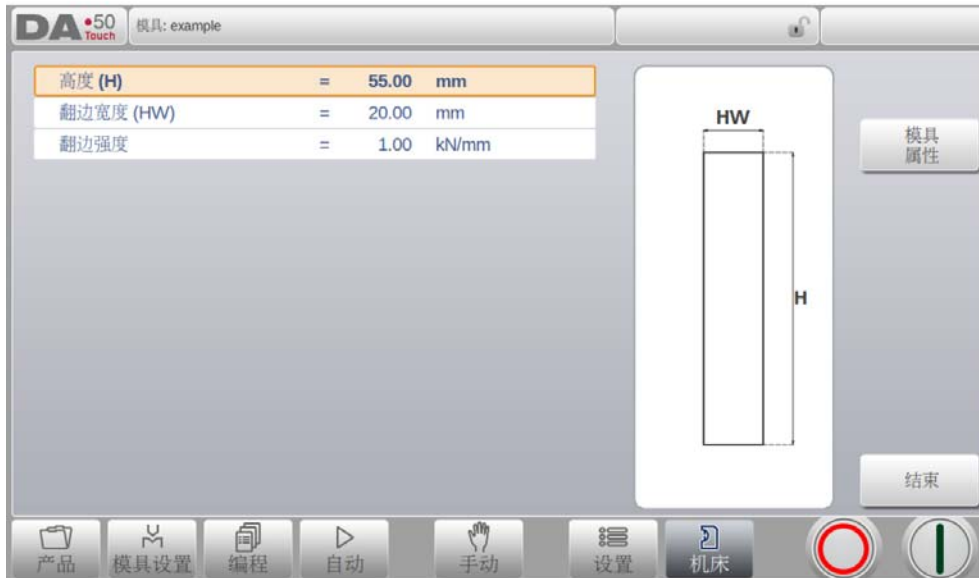 DA•50 Touch
模具: example
高度 (H) = 55.00 mm
翻边宽度 (HW) = 20.00 mm
翻边强度 = 1.00 kN/mm
HW
H
模具
属性
结束
产品 模具设置 编程 自动 手动 设置 机床